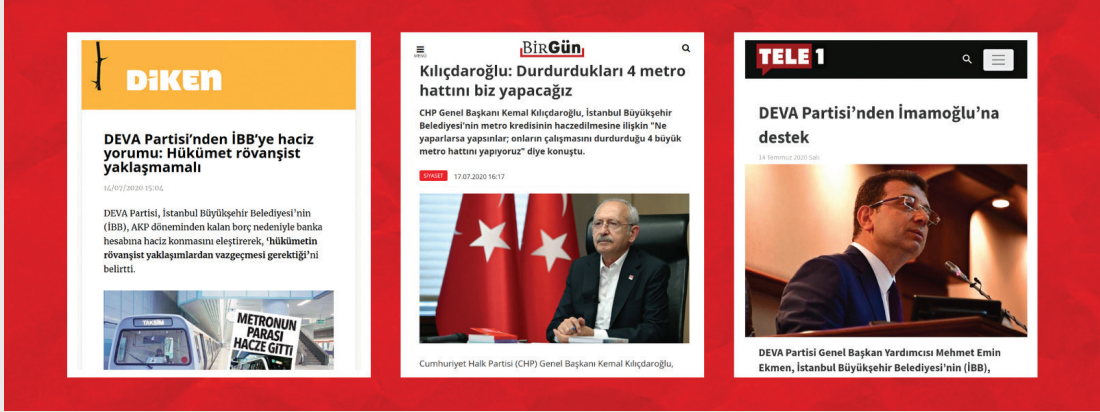 DİKEN
DEVA Partisi'nden İBB'ye haciz
yorumu: Hükümet rövanşist
yaklaşmamalı
14/07/2020 15:04
DEVA Partisi, İstanbul Büyükşehir Belediyesi'nin
(İBB), AKP döneminden kalan borç nedeniyle banka
hesabına haciz konmasını eleştirerek, 'hükümetin
rövanşist yaklaşımlardan vazgeçmesi gerektiği'ni
belirtti.
TAKSİM
METRONUN
PARASI
HACZE GİTTİ
MENÜ
BİRGün
Kılıçdaroğlu: Durdurdukları 4 metro
hattını biz yapacağız
CHP Genel Başkanı Kemal Kılıçdaroğlu, İstanbul Büyükşehir
Belediyesi'nin metro kredisinin haczedilmesine ilişkin "Ne
yaparlarsa yapsınlar; onların çalışmasını durdurduğu 4 büyük
metro hattını yapıyoruz" diye konuştu.
SİYASET 17.07.2020 16:17
Cumhuriyet Halk Partisi (CHP) Genel Başkanı Kemal Kılıçdaroğlu,
TELE 1
DEVA Partisi'nden İmamoğlu'na
destek
14 Temmuz 2020 Salı
DEVA Partisi Genel Başkan Yardımcısı Mehmet Emin
Ekmen, İstanbul Büyükşehir Belediyesi'nin (İBB),